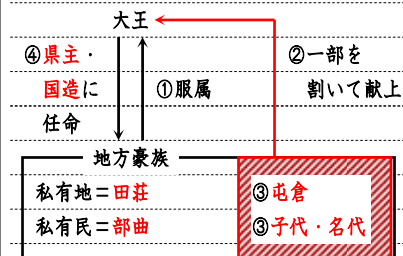 大王
④県主・
国造に
任命
①服属
②一部を
割いて献上
地方豪族
私有地＝田荘
私有民＝部曲
③屯倉
③子代・名代